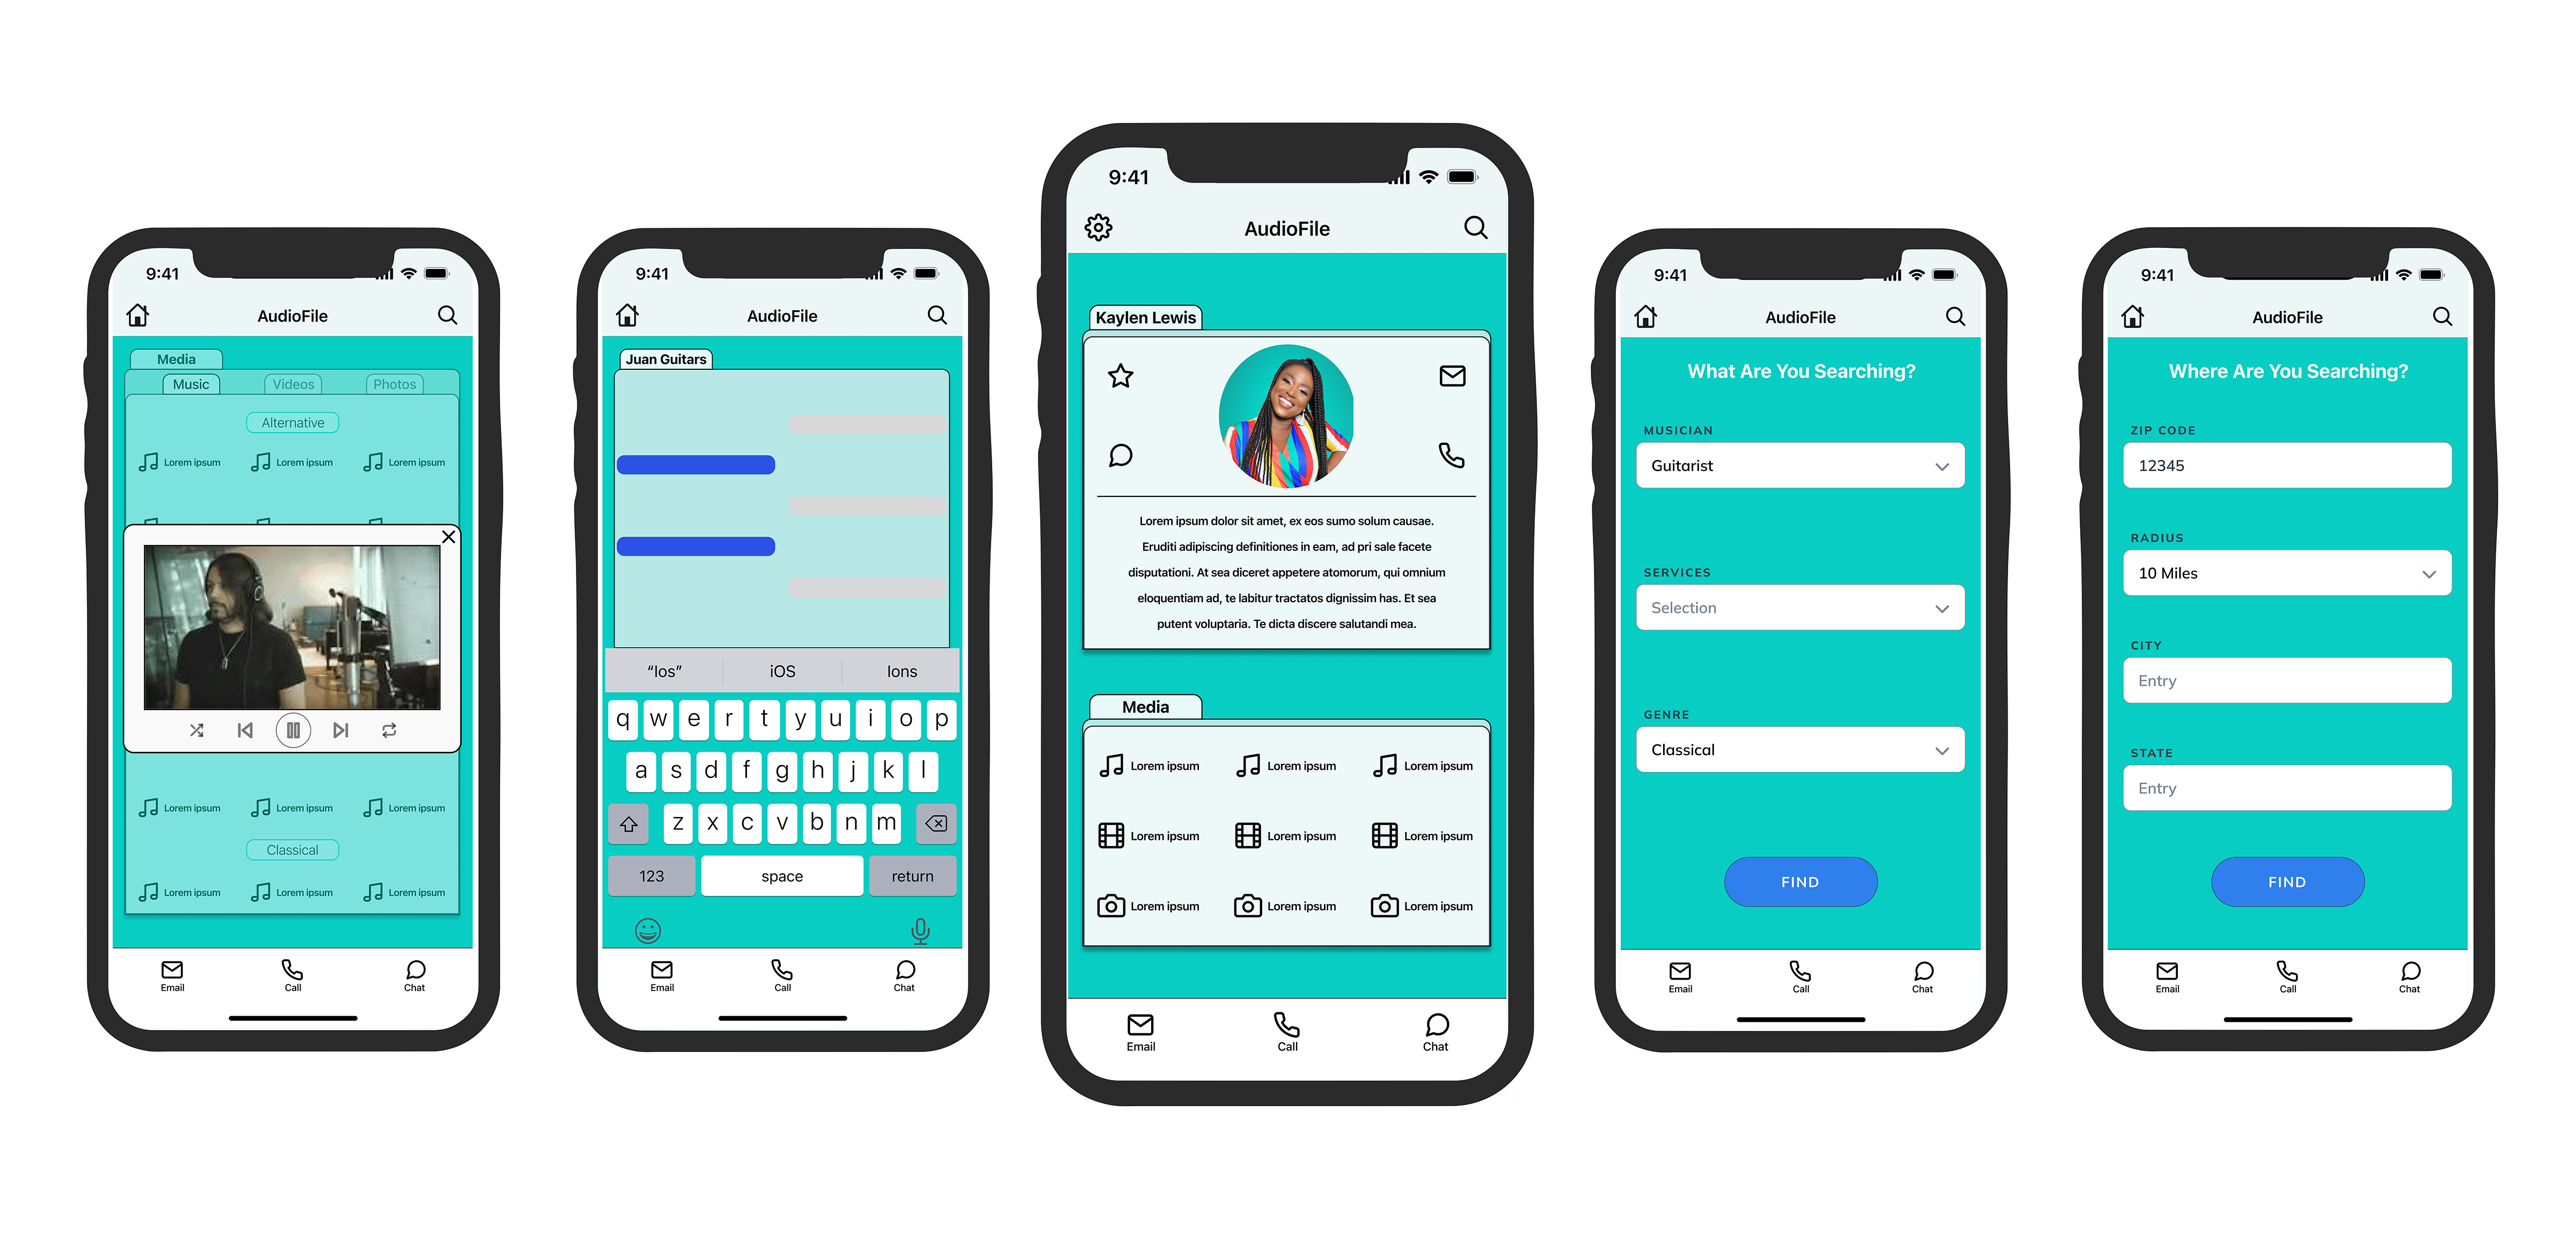 9:41
AudioFile
Media
Music Videos Photos
Alternative
Lorem ipsum Lorem ipsum Lorem ipsum
Lorem ipsum Lorem ipsum Lorem ipsum
Classical
Lorem ipsum Lorem ipsum Lorem ipsum
Email Call Chat
9:41
AudioFile
Juan Guitars
“Ios” iOS Ions
q w e r t y u i o p
a s d f g h j k l
z x c v b n m
123 space return
Email Call Chat
9:41
AudioFile
Kaylen Lewis
Lorem ipsum dolor sit amet, ex eos sumo solum causae.
Eruditi adipiscing definitiones in eam, ad pri sale facete
disputationi. At sea diceret appetere atomorum, qui omnium
eloquentiam ad, te labitur tractatos dignissim has. Et sea
putent voluptaria. Te dicta discere salutandi mea.
Media
Lorem ipsum Lorem ipsum Lorem ipsum
Lorem ipsum Lorem ipsum Lorem ipsum
Lorem ipsum Lorem ipsum Lorem ipsum
Email Call Chat
9:41
AudioFile
What Are You Searching?
MUSICIAN
Guitarist
SERVICES
Selection
GENRE
Classical
FIND
Email Call Chat
9:41
AudioFile
Where Are You Searching?
ZIP CODE
12345
RADIUS
10 Miles
CITY
Entry
STATE
Entry
FIND
Email Call Chat